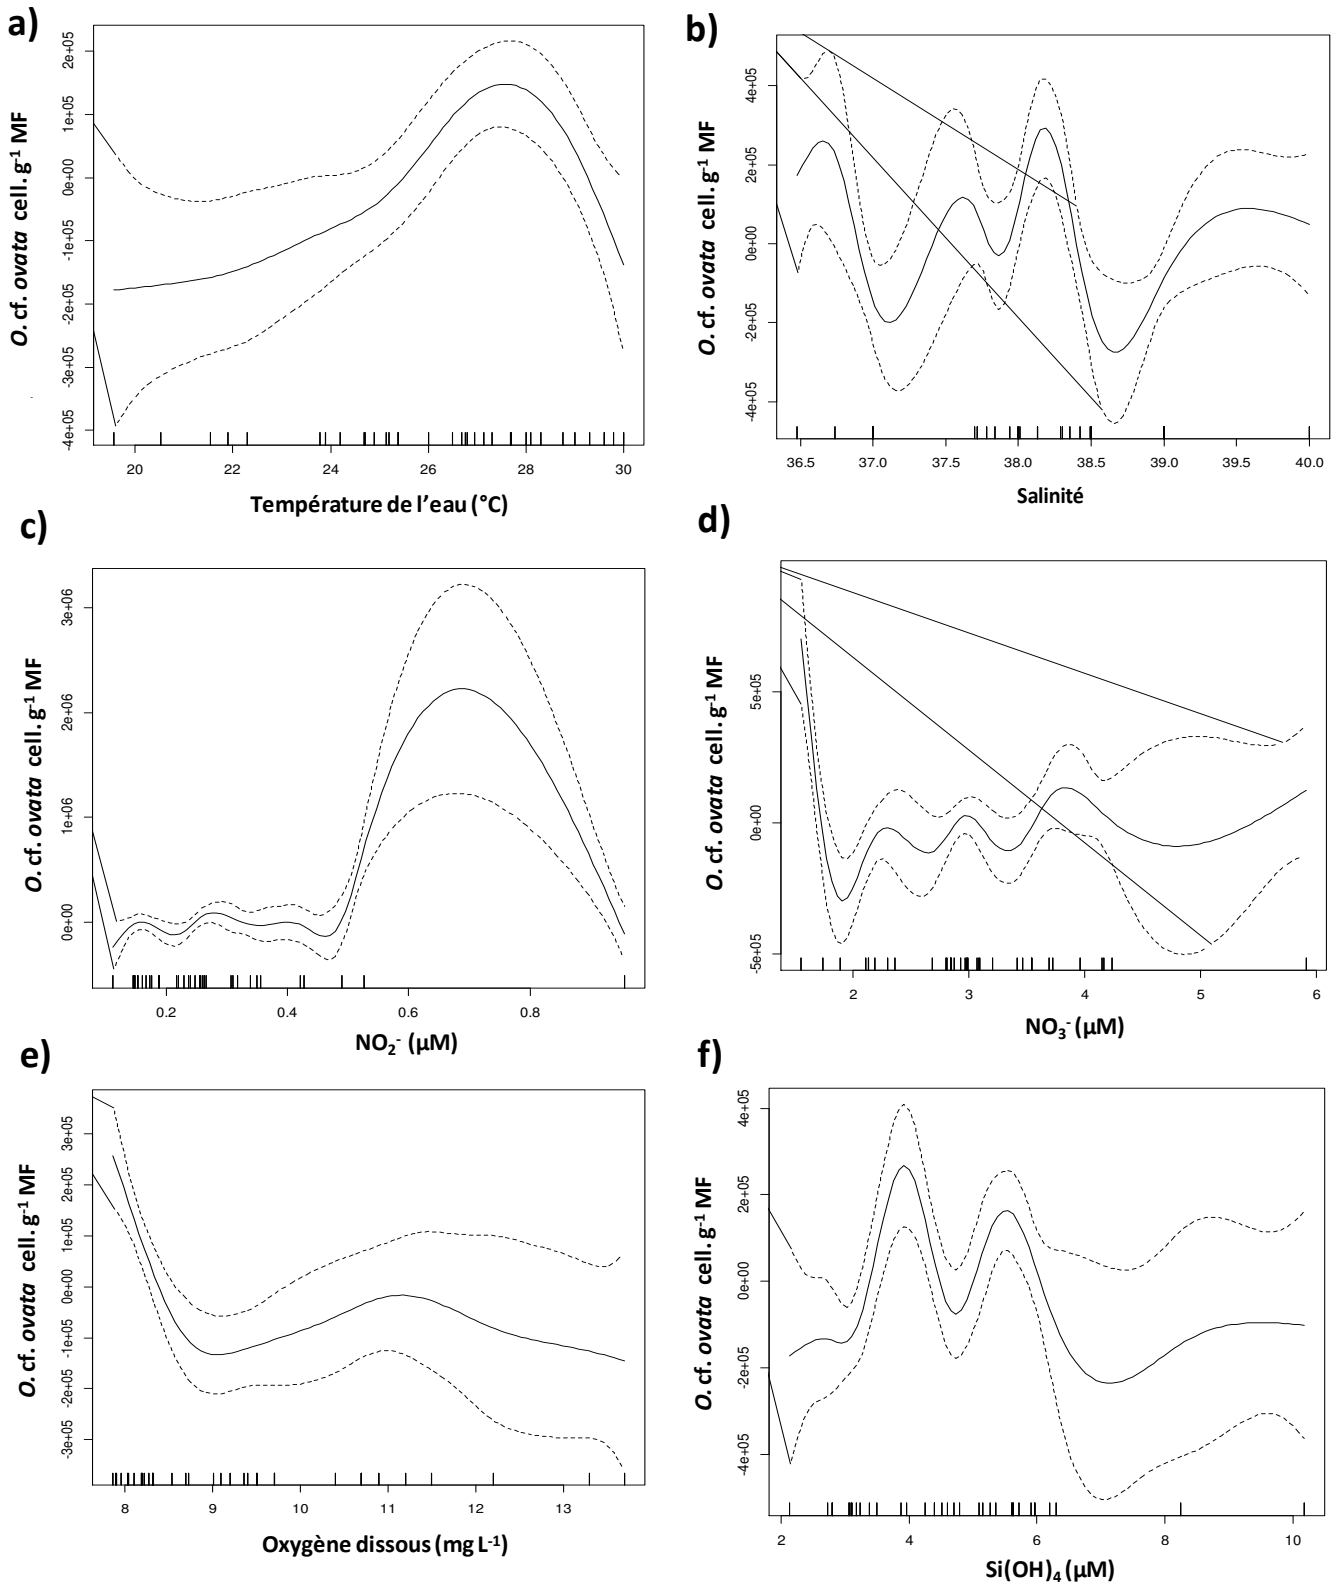 a)
b)
O. cf. ovata cell. g-1 MF
2e+05
1e+05
0e+00
-1e+05
-2e+05
-3e+05
-4e+05
20 22 24 26 28 30
Température de l'eau (°C)
O. cf. ovata cell. g-1 MF
4e+05
2e+05
0e+00
-2e+05
-4e+05
36.5 37.0 37.5 38.0 38.5 39.0 39.5 40.0
Salinité
c)
d)
O. cf. ovata cell. g-1 MF
3e+06
2e+06
1e+06
0e+00
0.2 0.4 0.6 0.8
NO2- (µM)
O. cf. ovata cell. g-1 MF
5e+05
0e+00
-5e+05
2 3 4 5 6
NO3- (µM)
e)
f)
O. cf. ovata cell. g-1 MF
3e+05
2e+05
1e+05
0e+00
-1e+05
-2e+05
-3e+05
8 9 10 11 12 13
Oxygène dissous (mg L-1)
O. cf. ovata cell. g-1 MF
4e+05
2e+05
0e+00
-2e+05
-4e+05
2 4 6 8 10
Si(OH)4 (µM)